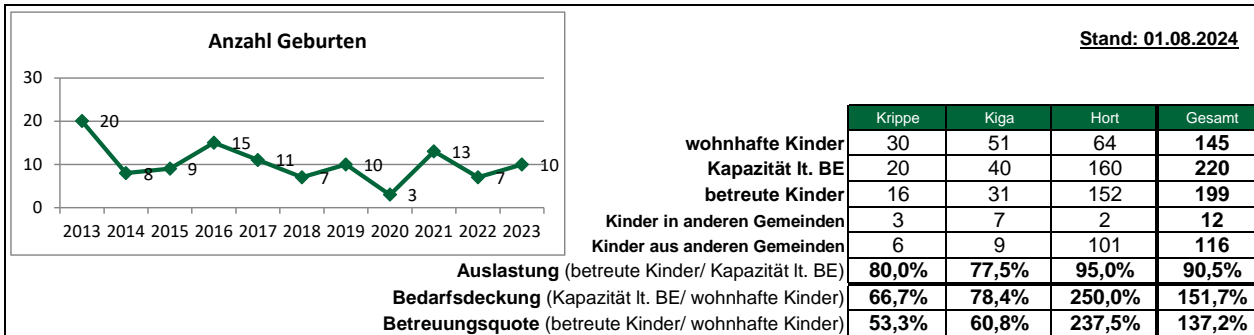 Anzahl Geburten
Stand: 01.08.2024
30
20
10
0
20
8
9
15
11
7
10
3
13
7
10
2013 2014 2015 2016 2017 2018 2019 2020 2021 2022 2023
Krippe Kiga Hort Gesamt
wohnhafte Kinder 30 51 64 145
Kapazität lt. BE 20 40 160 220
betreute Kinder 16 31 152 199
Kinder in anderen Gemeinden 3 7 2 12
Kinder aus anderen Gemeinden 6 9 101 116
Auslastung (betreute Kinder/ Kapazität lt. BE) 80,0% 77,5% 95,0% 90,5%
Bedarfsdeckung (Kapazität lt. BE/ wohnhafte Kinder) 66,7% 78,4% 250,0% 151,7%
Betreuungsquote (betreute Kinder/ wohnhafte Kinder) 53,3% 60,8% 237,5% 137,2%